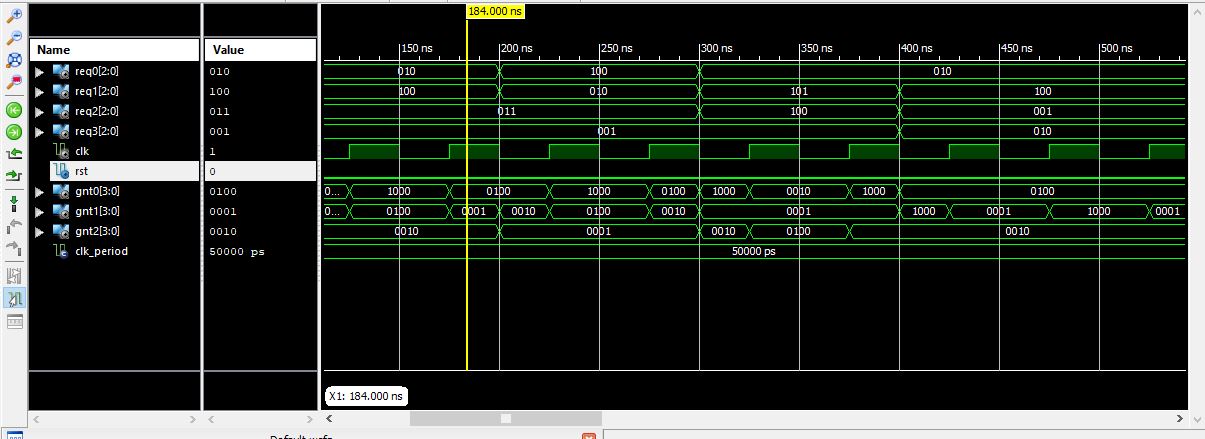 184.000 ns
Name Value
150 ns 200 ns 250 ns 300 ns 350 ns 400 ns 450 ns 500 ns
req0[2:0] 010 010 100 010
req1[2:0] 100 100 010 101 100
req2[2:0] 011 011 100 001
req3[2:0] 001 001 010
clk 1
rst 0
gnt0[3:0] 0100 0... 1000 0100 1000 0100 1000 0010 1000 0100
gnt1[3:0] 0001 0... 0100 0001 0010 0100 0010 0001 1000 0001 1000 0001
gnt2[3:0] 0010 0010 0001 0010 0100 0010
clk_period 50000 ps 50000 ps
X1: 184.000 ns